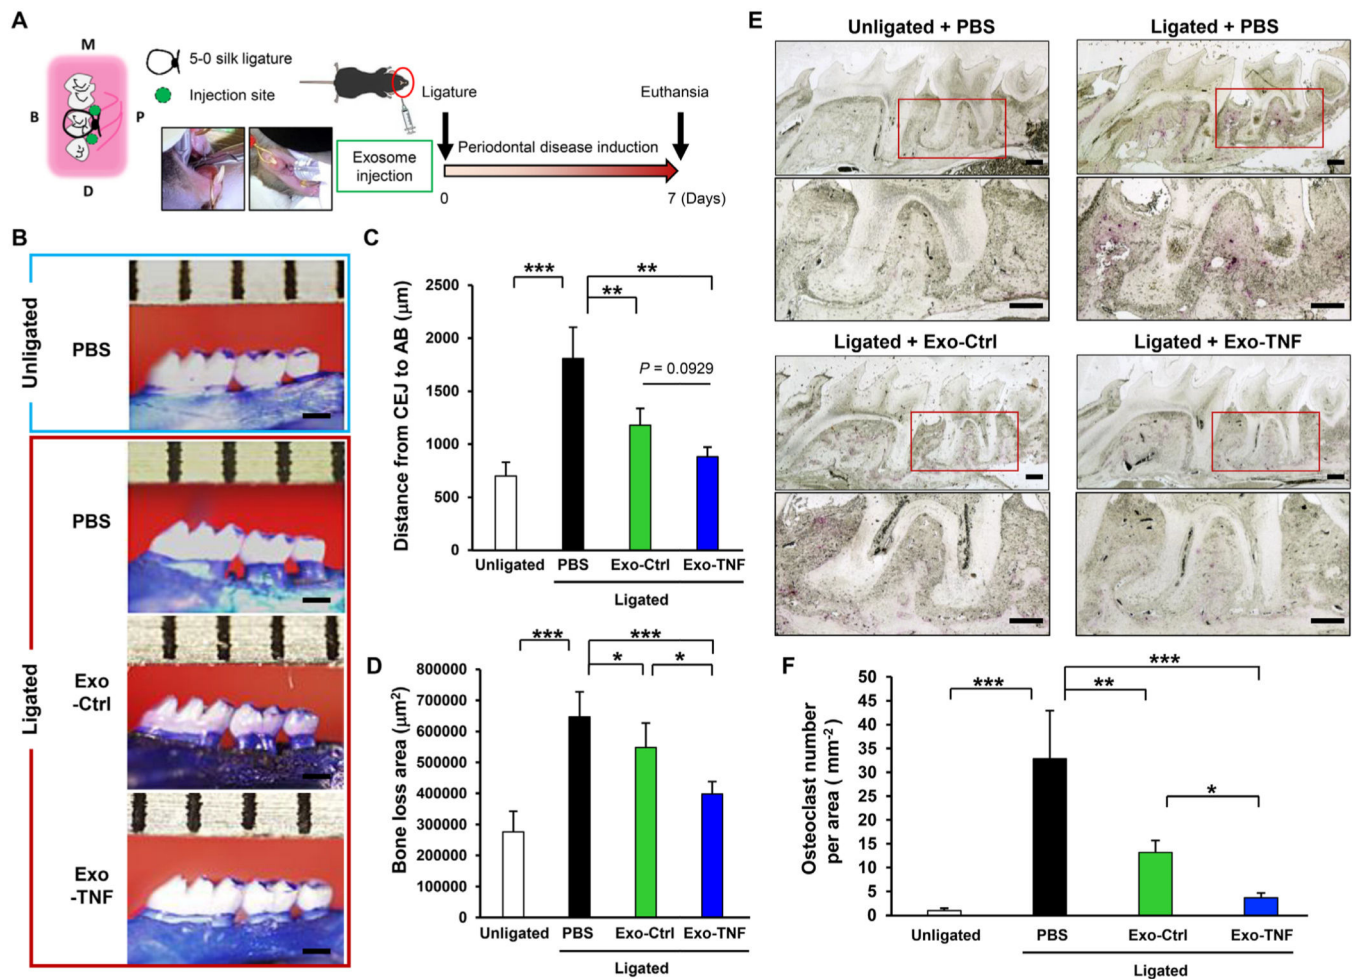 A
M
B
P
D
5-0 silk ligature
Injection site
Exosome
injection
Ligature
Euthansia
Periodontal disease induction
0
7 (Days)
B
Unligated
PBS
Ligated
PBS
Exo
-Ctrl
Exo
-TNF
C
Distance from CEJ to AB (μm)
2500
2000
1500
1000
500
0
***
**
**
P = 0.0929
Unligated
PBS
Exo-Ctrl
Exo-TNF
Ligated
D
Bone loss area (μm²)
800000
700000
600000
500000
400000
300000
200000
100000
0
***
***
*
*
Unligated
PBS
Exo-Ctrl
Exo-TNF
Ligated
E
Unligated + PBS
Ligated + PBS
Ligated + Exo-Ctrl
Ligated + Exo-TNF
F
Osteoclast number
per area ( mm⁻²)
50
45
40
35
30
25
20
15
10
5
0
***
***
**
*
Unligated
PBS
Exo-Ctrl
Exo-TNF
Ligated